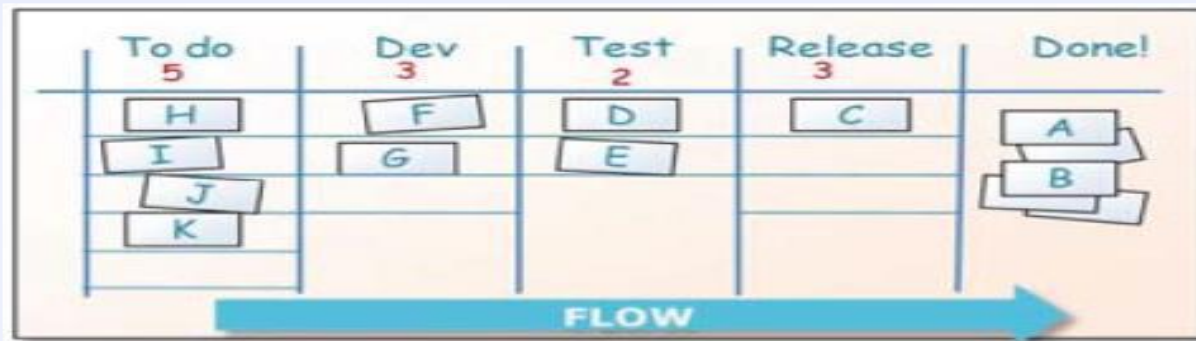 To do Dev Test Release Done!
5 3 2 3
H F D C A
I G E
J B
K
FLOW